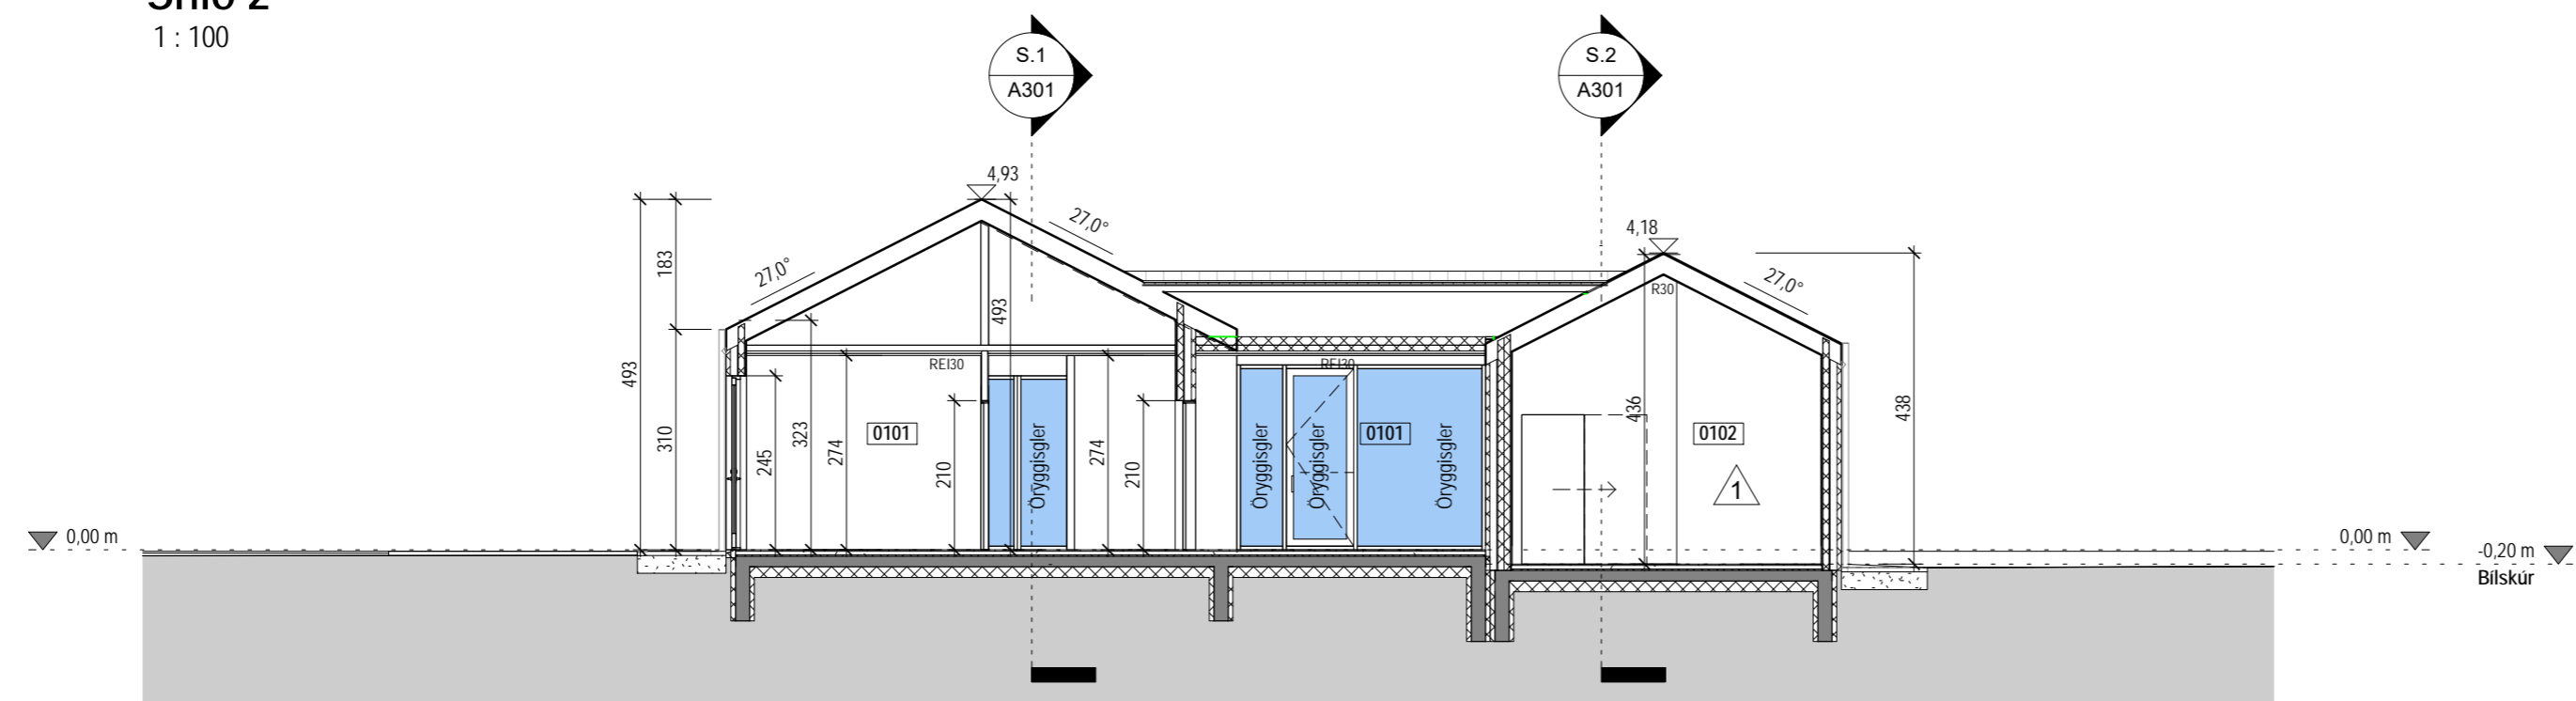 Snið 2
1 : 100
S.1
A301
S.2
A301
4,93
27,0°
27,0°
4,18
27,0°
183
493
310
493
R30
REI30
REI30
245
323
274
210
274
210
436
438
0101
0101
0102
Öryggisgler
Öryggisgler
Öryggisgler
Öryggisgler
1
0,00 m
0,00 m
-0,20 m
Bílskúr